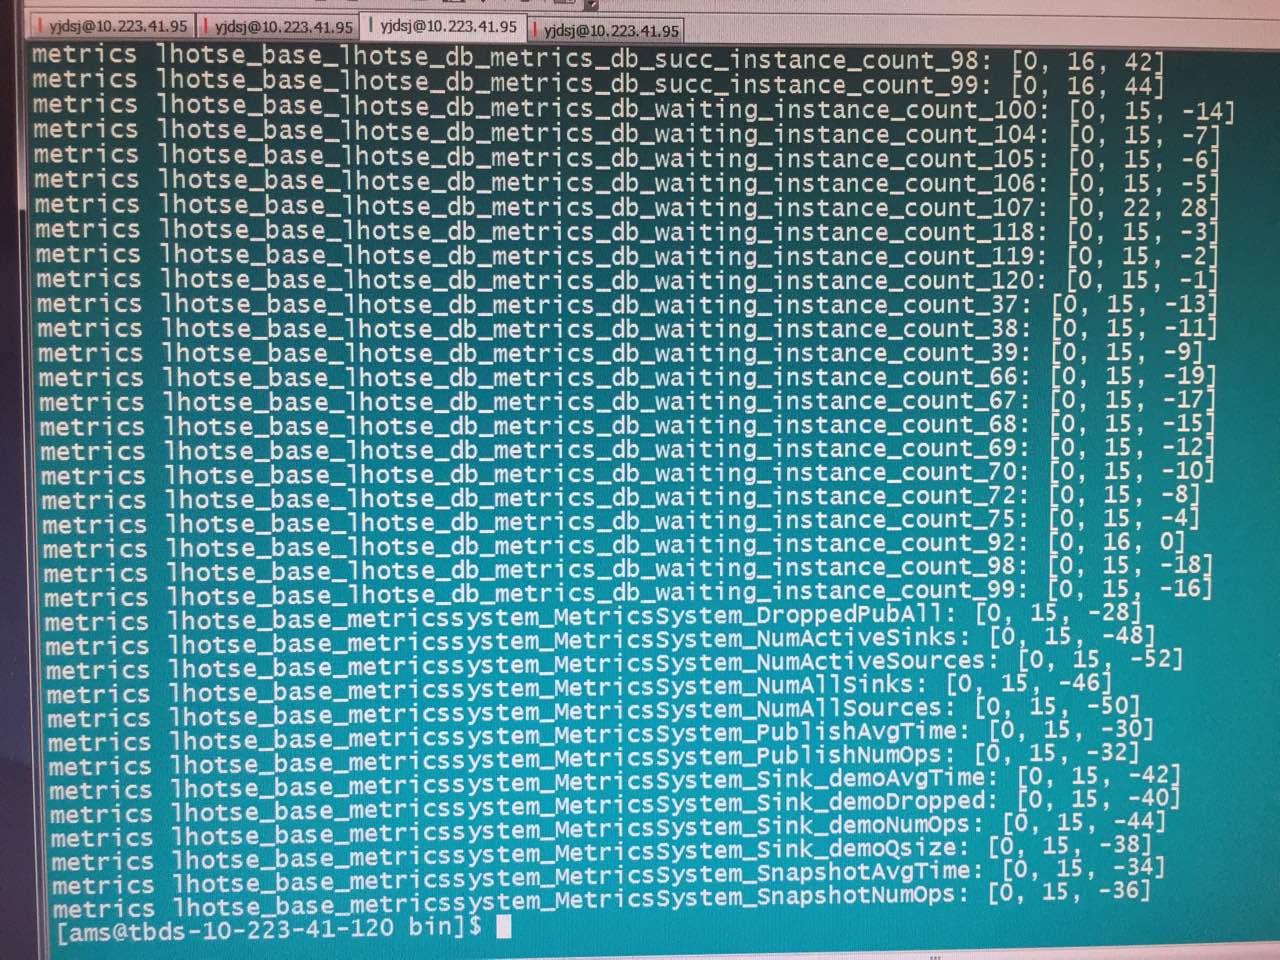 yjdsj@10.223.41.95 yjdsj@10.223.41.95 yjdsj@10.223.41.95 yjdsj@10.223.41.95
metrics lhotse_base_lhotse_db_metrics_db_succ_instance_count_98: [0, 16, 42]
metrics lhotse_base_lhotse_db_metrics_db_succ_instance_count_99: [0, 16, 44]
metrics lhotse_base_lhotse_db_metrics_db_waiting_instance_count_100: [0, 15, -14]
metrics lhotse_base_lhotse_db_metrics_db_waiting_instance_count_104: [0, 15, -7]
metrics lhotse_base_lhotse_db_metrics_db_waiting_instance_count_105: [0, 15, -6]
metrics lhotse_base_lhotse_db_metrics_db_waiting_instance_count_106: [0, 15, -5]
metrics lhotse_base_lhotse_db_metrics_db_waiting_instance_count_107: [0, 22, 28]
metrics lhotse_base_lhotse_db_metrics_db_waiting_instance_count_118: [0, 15, -3]
metrics lhotse_base_lhotse_db_metrics_db_waiting_instance_count_119: [0, 15, -2]
metrics lhotse_base_lhotse_db_metrics_db_waiting_instance_count_120: [0, 15, -1]
metrics lhotse_base_lhotse_db_metrics_db_waiting_instance_count_37: [0, 15, -13]
metrics lhotse_base_lhotse_db_metrics_db_waiting_instance_count_38: [0, 15, -11]
metrics lhotse_base_lhotse_db_metrics_db_waiting_instance_count_39: [0, 15, -9]
metrics lhotse_base_lhotse_db_metrics_db_waiting_instance_count_66: [0, 15, -19]
metrics lhotse_base_lhotse_db_metrics_db_waiting_instance_count_67: [0, 15, -17]
metrics lhotse_base_lhotse_db_metrics_db_waiting_instance_count_68: [0, 15, -15]
metrics lhotse_base_lhotse_db_metrics_db_waiting_instance_count_69: [0, 15, -12]
metrics lhotse_base_lhotse_db_metrics_db_waiting_instance_count_70: [0, 15, -10]
metrics lhotse_base_lhotse_db_metrics_db_waiting_instance_count_72: [0, 15, -8]
metrics lhotse_base_lhotse_db_metrics_db_waiting_instance_count_75: [0, 15, -4]
metrics lhotse_base_lhotse_db_metrics_db_waiting_instance_count_92: [0, 16, 0]
metrics lhotse_base_lhotse_db_metrics_db_waiting_instance_count_98: [0, 15, -18]
metrics lhotse_base_lhotse_db_metrics_db_waiting_instance_count_99: [0, 15, -16]
metrics lhotse_base_metricssystem_MetricsSystem_DroppedPubAll: [0, 15, -28]
metrics lhotse_base_metricssystem_MetricsSystem_NumActiveSinks: [0, 15, -48]
metrics lhotse_base_metricssystem_MetricsSystem_NumActiveSources: [0, 15, -52]
metrics lhotse_base_metricssystem_MetricsSystem_NumAllSinks: [0, 15, -46]
metrics lhotse_base_metricssystem_MetricsSystem_NumAllSources: [0, 15, -50]
metrics lhotse_base_metricssystem_MetricsSystem_PublishAvgTime: [0, 15, -30]
metrics lhotse_base_metricssystem_MetricsSystem_PublishNumOps: [0, 15, -32]
metrics lhotse_base_metricssystem_MetricsSystem_Sink_demoAvgTime: [0, 15, -42]
metrics lhotse_base_metricssystem_MetricsSystem_Sink_demoDropped: [0, 15, -40]
metrics lhotse_base_metricssystem_MetricsSystem_Sink_demoNumOps: [0, 15, -44]
metrics lhotse_base_metricssystem_MetricsSystem_Sink_demoQsize: [0, 15, -38]
metrics lhotse_base_metricssystem_MetricsSystem_SnapshotAvgTime: [0, 15, -34]
metrics lhotse_base_metricssystem_MetricsSystem_SnapshotNumOps: [0, 15, -36]
[ams@tbds-10-223-41-120 bin]$